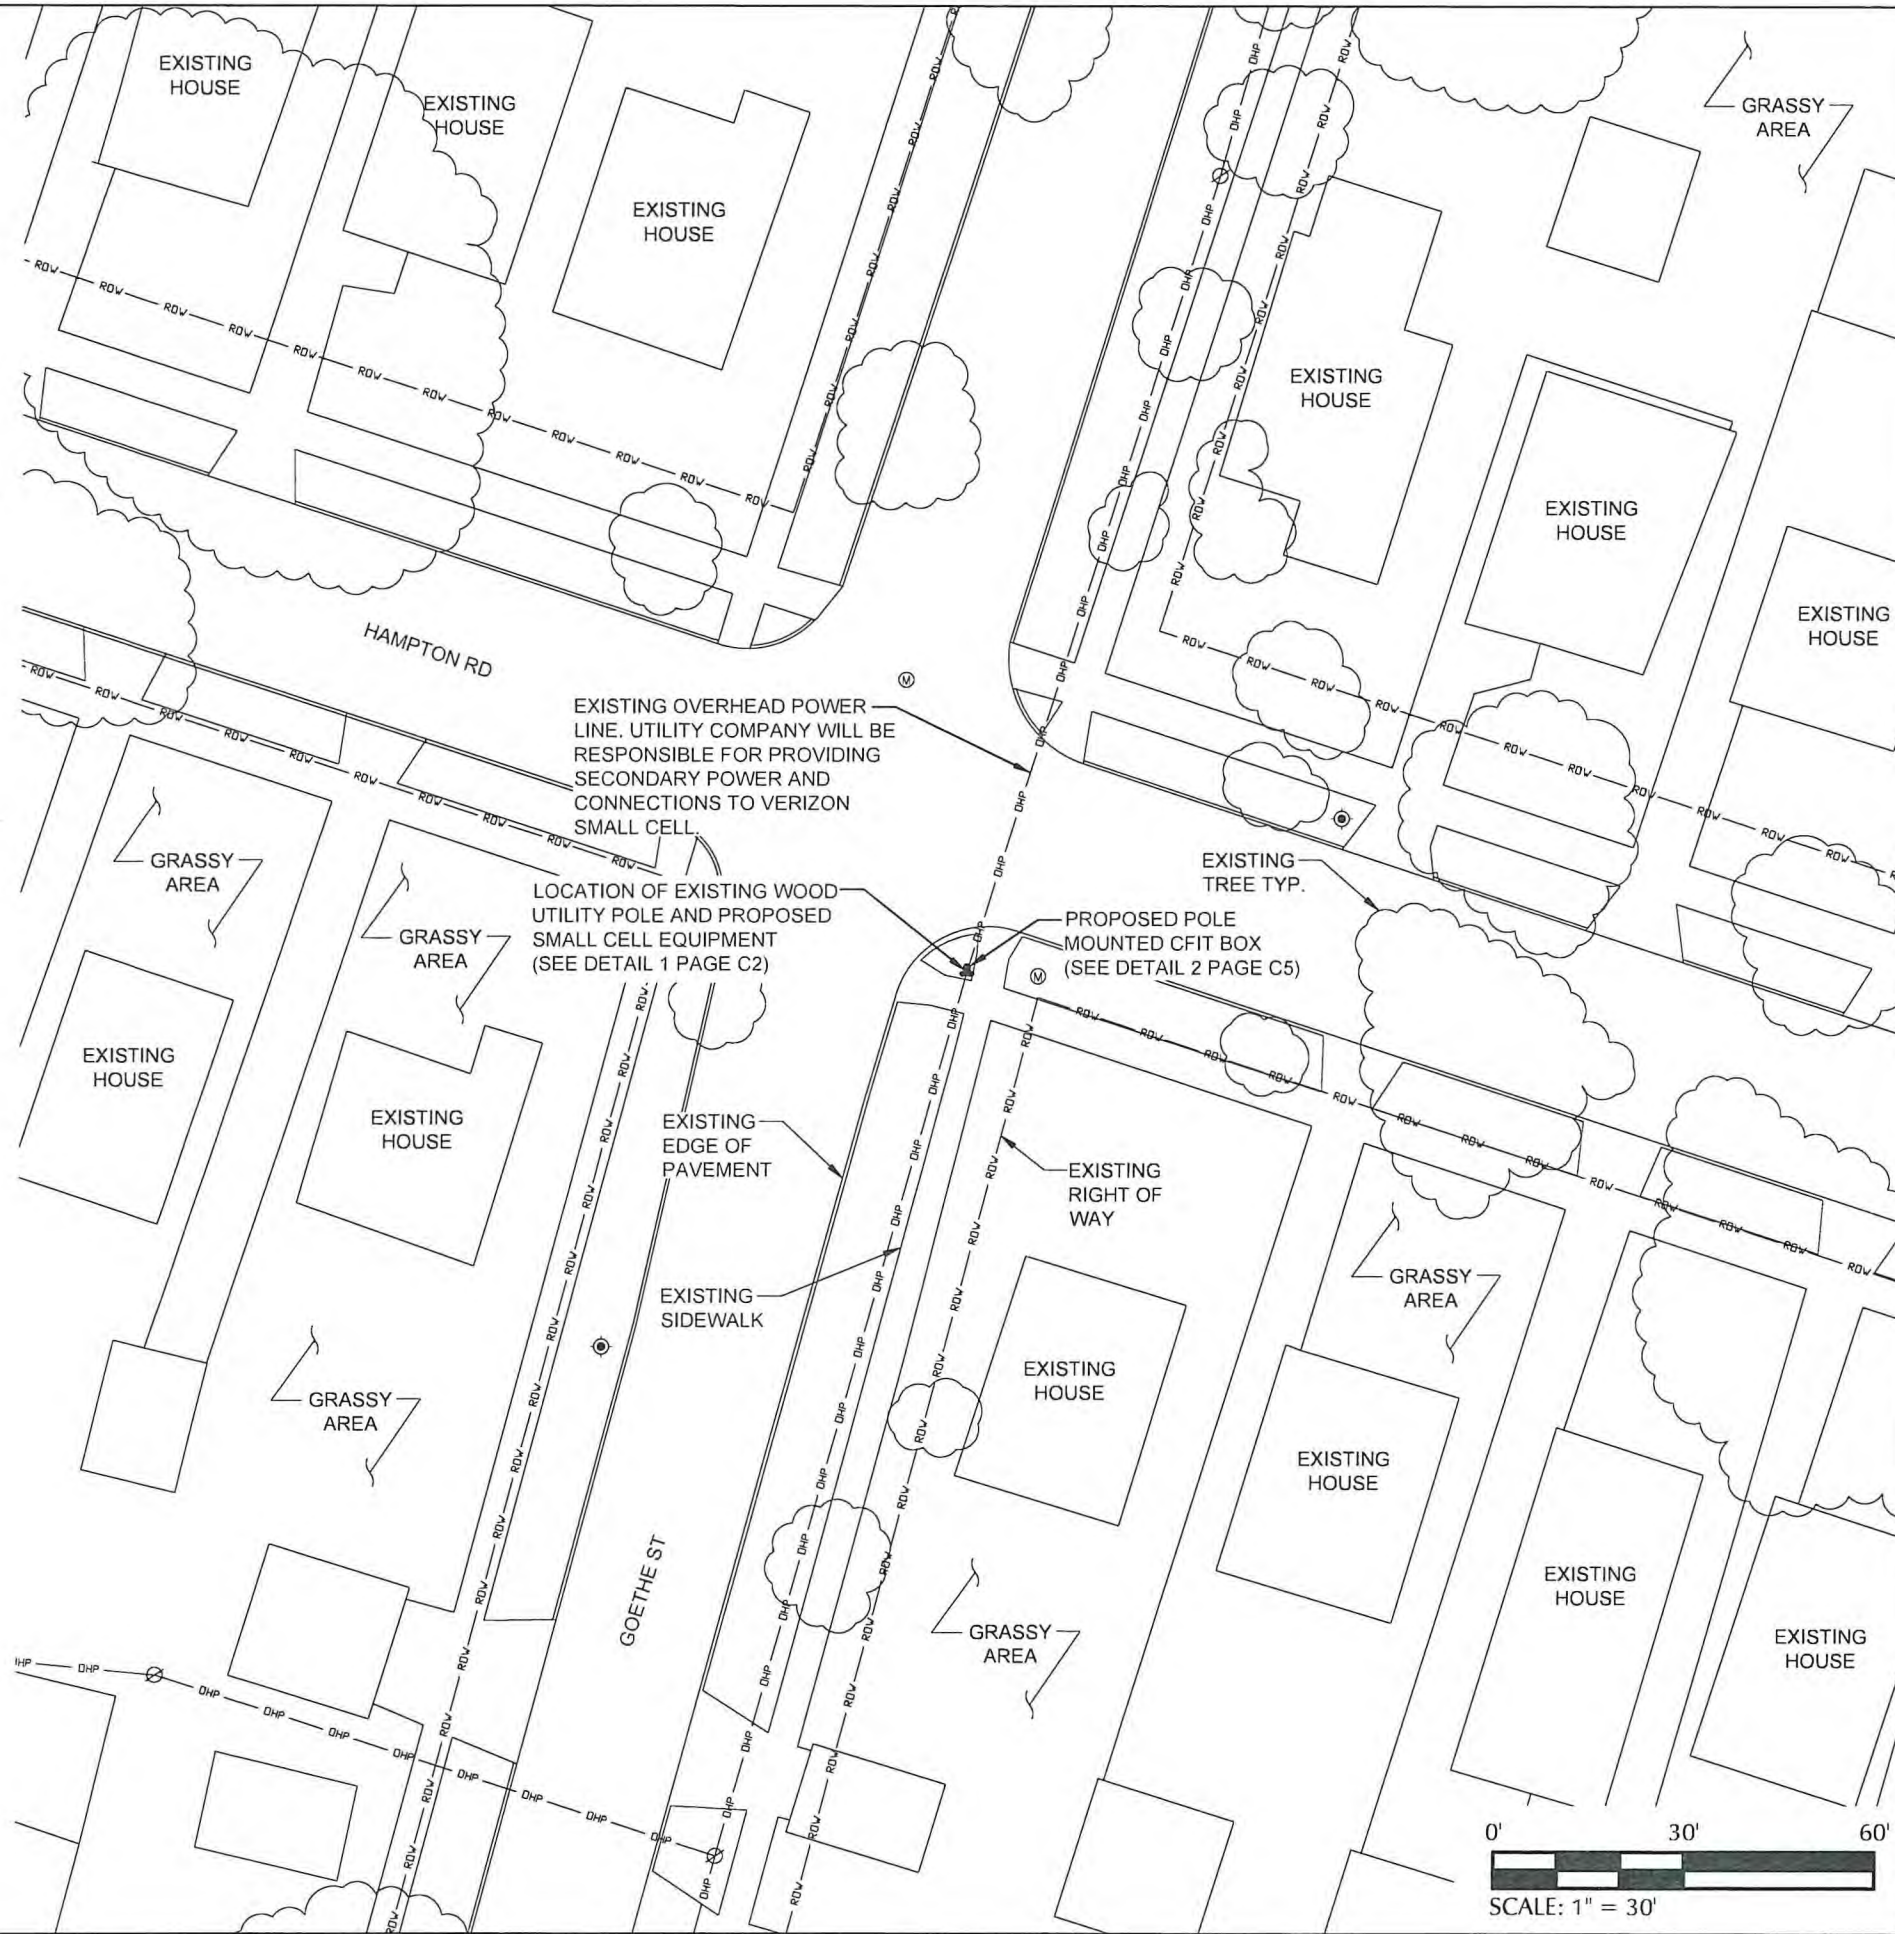 EXISTING
HOUSE
EXISTING
HOUSE
EXISTING
HOUSE
GRASSY
AREA
EXISTING
HOUSE
EXISTING
HOUSE
EXISTING
HOUSE
HAMPTON RD
EXISTING OVERHEAD POWER
LINE. UTILITY COMPANY WILL BE
RESPONSIBLE FOR PROVIDING
SECONDARY POWER AND
CONNECTIONS TO VERIZON
SMALL CELL.
GRASSY
AREA
GRASSY
AREA
LOCATION OF EXISTING WOOD
UTILITY POLE AND PROPOSED
SMALL CELL EQUIPMENT
(SEE DETAIL 1 PAGE C2)
PROPOSED POLE
MOUNTED CFIT BOX
(SEE DETAIL 2 PAGE C5)
EXISTING
TREE TYP.
EXISTING
HOUSE
EXISTING
HOUSE
EXISTING
EDGE OF
PAVEMENT
EXISTING
RIGHT OF
WAY
EXISTING
SIDEWALK
GRASSY
AREA
GRASSY
AREA
EXISTING
HOUSE
EXISTING
HOUSE
EXISTING
HOUSE
EXISTING
HOUSE
GRASSY
AREA
GOETHE ST
ROW
OHP
M
0' 30' 60'
SCALE: 1" = 30'